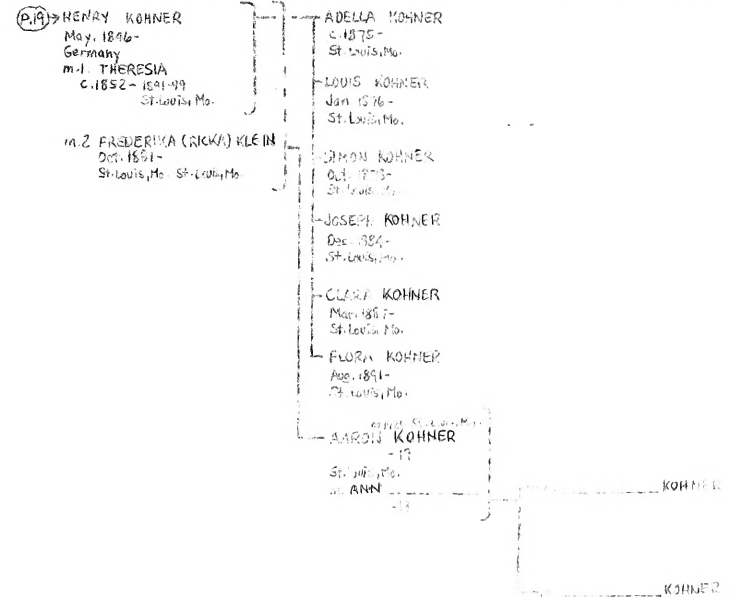 P.19 HENRY KOHNER
May. 1846-
Germany
m.1. THERESIA
C.1852- 1891-99
St.Louis, Mo.
m.2 FREDERIKA (RICKA) KLEIN
Oct. 1851-
St.Louis, Mo. St.Louis, Mo.
ADELLA KOHNER
c.1875-
St.Louis, Mo.
LOUIS KOHNER
Jan 1876-
St.Louis, Mo.
SIMON KOHNER
Oct.
St.Louis, Mo.
JOSEPH KOHNER
Dec. 1884-
St.Louis, Mo.
CLARA KOHNER
Mar. 1887-
St.Louis, Mo.
FLORA KOHNER
Aug. 1891-
St.Louis, Mo.
St.Louis, Mo.
AARON KOHNER
-19
St.Louis, Mo.
m. ANN
KOHNER
KOHNER